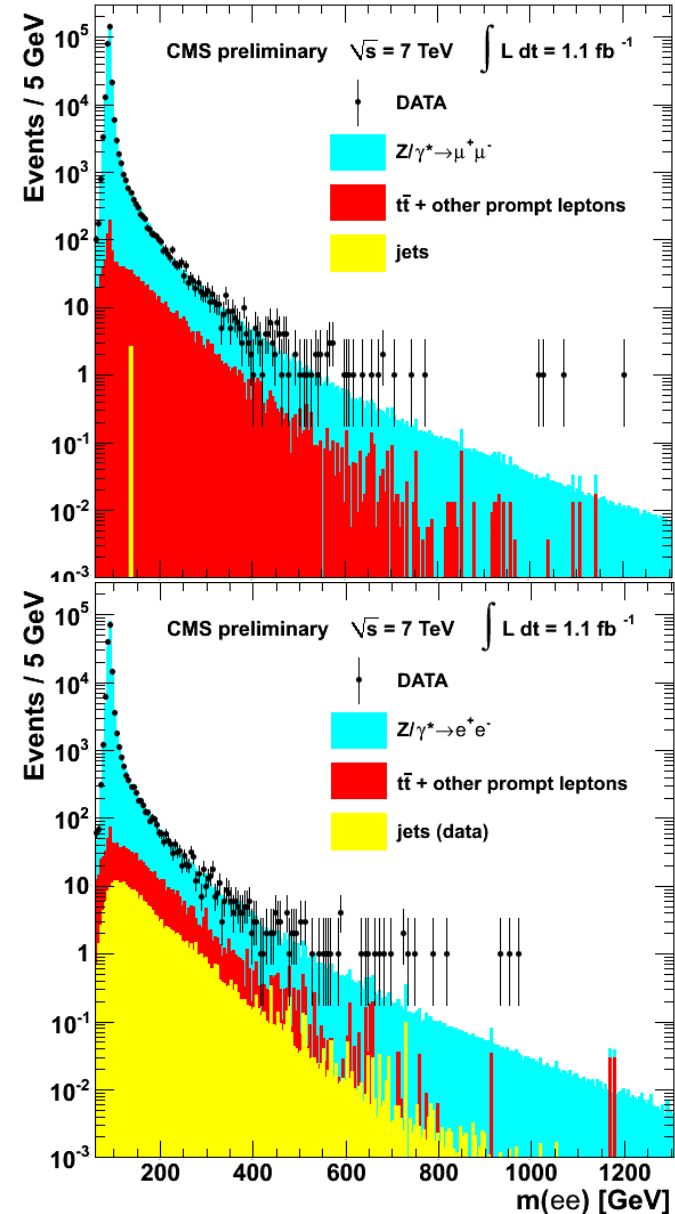 10⁵
10⁴
10³
10²
10
1
10⁻¹
10⁻²
10⁻³
Events / 5 GeV
CMS preliminary √s = 7 TeV ∫ L dt = 1.1 fb⁻¹
DATA
Z/γ*→μ⁺μ⁻
tt̄ + other prompt leptons
jets
10⁵
10⁴
10³
10²
10
1
10⁻¹
10⁻²
10⁻³
Events / 5 GeV
CMS preliminary √s = 7 TeV ∫ L dt = 1.1 fb⁻¹
DATA
Z/γ*→e⁺e⁻
tt̄ + other prompt leptons
jets (data)
200 400 600 800 1000 1200
m(ee) [GeV]